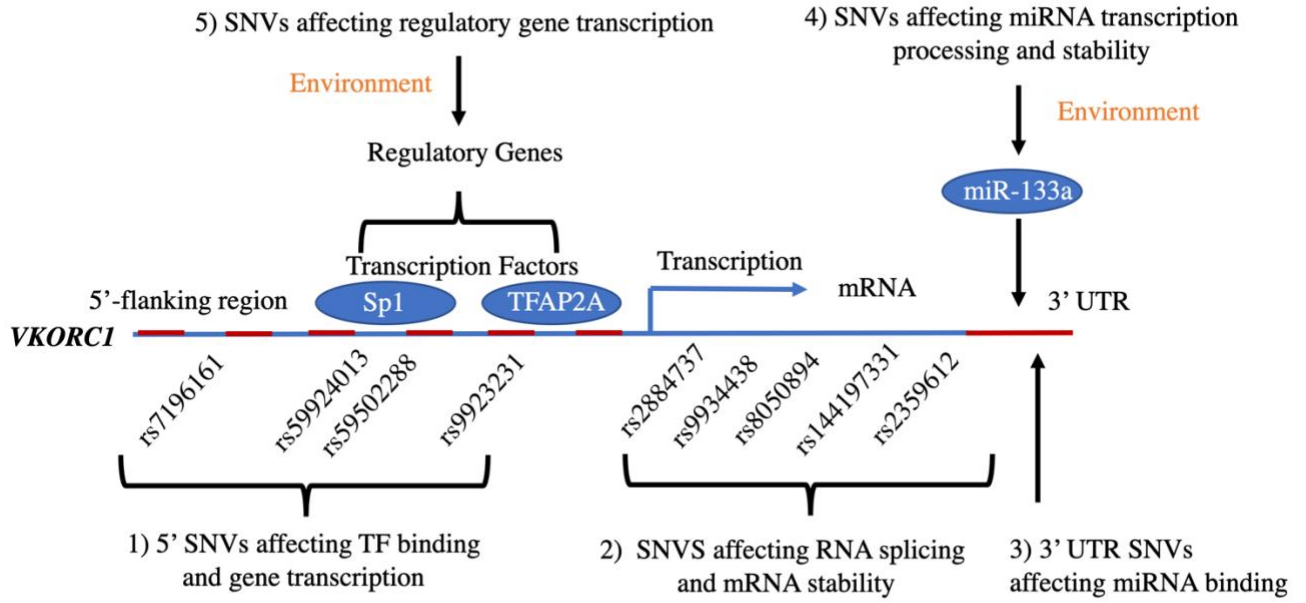 5) SNVs affecting regulatory gene transcription
4) SNVs affecting miRNA transcription
processing and stability
Environment
Environment
Regulatory Genes
miR-133a
Transcription Factors
Transcription
mRNA
5’-flanking region
Sp1
TFAP2A
3’ UTR
VKORC1
rs7196161
rs59924013
rs59502288
rs9923231
rs2884737
rs9934438
rs8050894
rs144197331
rs2359612
1) 5’ SNVs affecting TF binding
and gene transcription
2) SNVS affecting RNA splicing
and mRNA stability
3) 3’ UTR SNVs
affecting miRNA binding